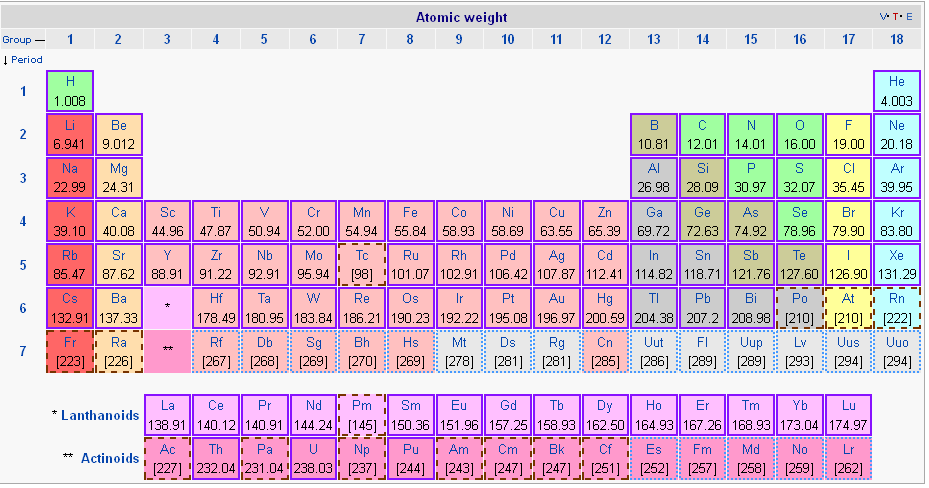 Atomic weight V• T• E
Group — 1 2 3 4 5 6 7 8 9 10 11 12 13 14 15 16 17 18
↓ Period
1 H He
1.008 4.003
2 Li Be B C N O F Ne
6.941 9.012 10.81 12.01 14.01 16.00 19.00 20.18
3 Na Mg Al Si P S Cl Ar
22.99 24.31 26.98 28.09 30.97 32.07 35.45 39.95
4 K Ca Sc Ti V Cr Mn Fe Co Ni Cu Zn Ga Ge As Se Br Kr
39.10 40.08 44.96 47.87 50.94 52.00 54.94 55.84 58.93 58.69 63.55 65.39 69.72 72.63 74.92 78.96 79.90 83.80
5 Rb Sr Y Zr Nb Mo Tc Ru Rh Pd Ag Cd In Sn Sb Te I Xe
85.47 87.62 88.91 91.22 92.91 95.94 [98] 101.07 102.91 106.42 107.87 112.41 114.82 118.71 121.76 127.60 126.90 131.29
6 Cs Ba * Hf Ta W Re Os Ir Pt Au Hg Tl Pb Bi Po At Rn
132.91 137.33 178.49 180.95 183.84 186.21 190.23 192.22 195.08 196.97 200.59 204.38 207.2 208.98 [210] [210] [222]
7 Fr Ra ** Rf Db Sg Bh Hs Mt Ds Rg Cn Uut Fl Uup Lv Uus Uuo
[223] [226] [267] [268] [269] [270] [269] [278] [281] [281] [285] [286] [289] [289] [293] [294] [294]
* Lanthanoids La Ce Pr Nd Pm Sm Eu Gd Tb Dy Ho Er Tm Yb Lu
138.91 140.12 140.91 144.24 [145] 150.36 151.96 157.25 158.93 162.50 164.93 167.26 168.93 173.04 174.97
** Actinoids Ac Th Pa U Np Pu Am Cm Bk Cf Es Fm Md No Lr
[227] 232.04 231.04 238.03 [237] [244] [243] [247] [247] [251] [252] [257] [258] [259] [262]